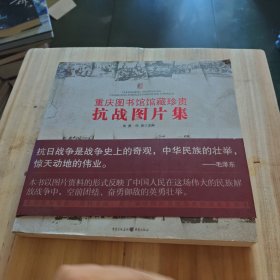 重庆图书馆馆藏珍贵
抗战图片集
抗日战争是战争史上的奇观，中华民族的壮举，
惊天动地的伟业。
——毛泽东
本书以图片资料的形式反映了中国人民在这场伟大的民族解
放战争中，空前团结、奋勇御敌的英勇壮举。